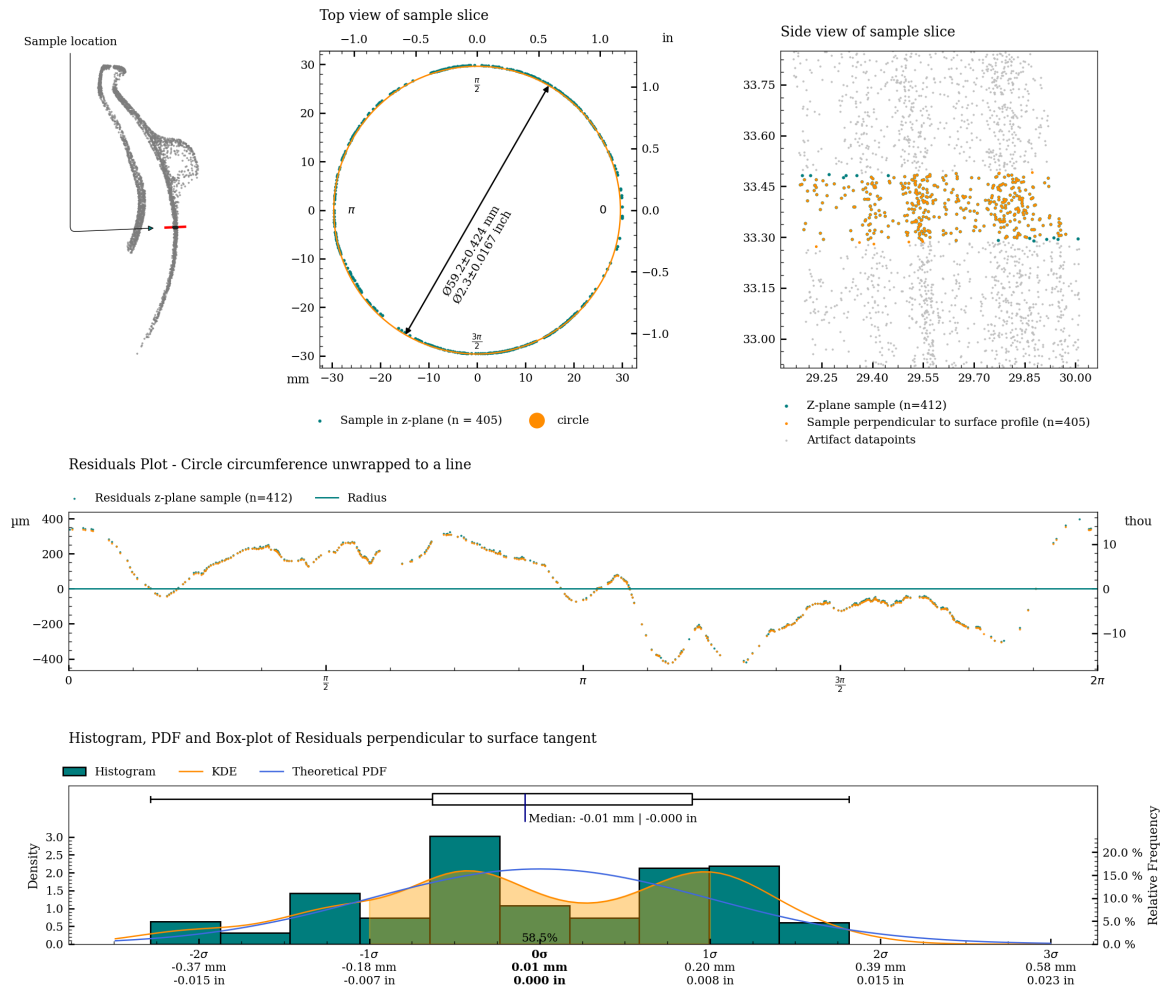 Sample location
Top view of sample slice
−1.0 −0.5 0.0 0.5 1.0 in
30
20
10
0
−10
−20
−30
mm
−30 −20 −10 0 10 20 30
1.0
0.5
0.0
−0.5
−1.0
π/2
π
0
3π/2
Ø59.2±0.424 mm
Ø2.3±0.0167 inch
Sample in z-plane (n = 405) circle
Side view of sample slice
33.75
33.60
33.45
33.30
33.15
33.00
29.25 29.40 29.55 29.70 29.85 30.00
Z-plane sample (n=412)
Sample perpendicular to surface profile (n=405)
Artifact datapoints
Residuals Plot - Circle circumference unwrapped to a line
Residuals z-plane sample (n=412) Radius
µm
400
200
0
−200
−400
thou
10
0
−10
0 π/2 π 3π/2 2π
Histogram, PDF and Box-plot of Residuals perpendicular to surface tangent
Histogram KDE Theoretical PDF
Median: -0.01 mm | -0.000 in
Density
3.0
2.5
2.0
1.5
1.0
0.5
0.0
58.5%
Relative Frequency
20.0 %
15.0 %
10.0 %
5.0 %
0.0 %
-2σ -1σ 0σ 1σ 2σ 3σ
-0.37 mm -0.18 mm 0.01 mm 0.20 mm 0.39 mm 0.58 mm
-0.015 in -0.007 in 0.000 in 0.008 in 0.015 in 0.023 in